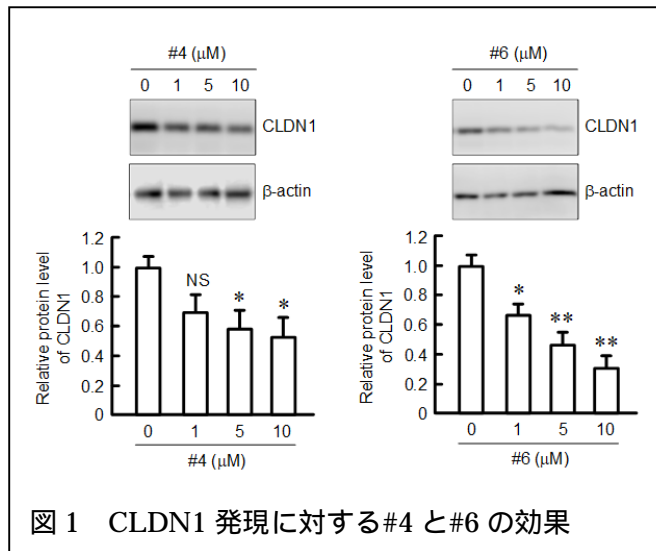 #4 (μM)
0 1 5 10
CLDN1
β-actin
Relative protein level
of CLDN1
1.2
1.0
0.8
0.6
0.4
0.2
0
NS
*
*
0 1 5 10
#4 (μM)
#6 (μM)
0 1 5 10
CLDN1
β-actin
Relative protein level
of CLDN1
1.2
1.0
0.8
0.6
0.4
0.2
0
*
**
**
0 1 5 10
#6 (μM)
図 1 CLDN1 発現に対する#4 と#6 の効果